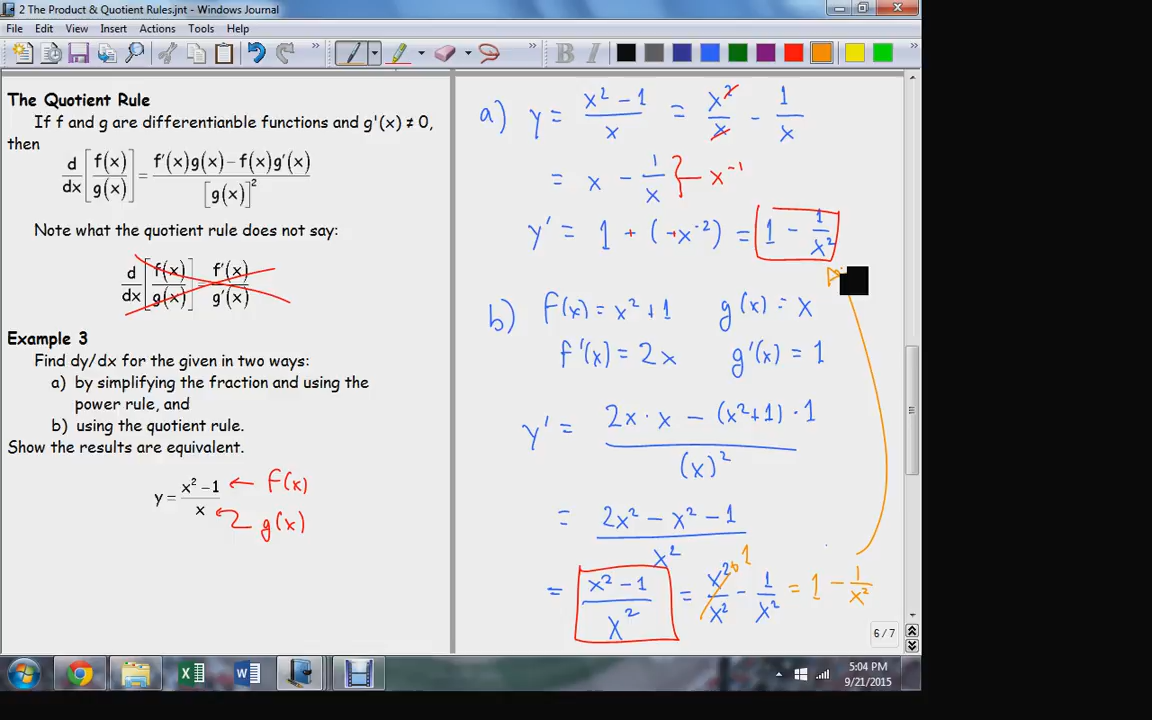 2 The Product & Quotient Rules.jnt - Windows Journal
File Edit View Insert Actions Tools Help
The Quotient Rule
If f and g are differentianble functions and g'(x) ≠ 0,
then
d/dx [f(x)/g(x)] = (f'(x)g(x) − f(x)g'(x)) / [g(x)]²
Note what the quotient rule does not say:
d/dx [f(x)/g(x)] = f'(x)/g'(x)
Example 3
Find dy/dx for the given in two ways:
a) by simplifying the fraction and using the
power rule, and
b) using the quotient rule.
Show the results are equivalent.
y = (x² − 1)/x ← f(x)
g(x)
a) y = (x² − 1)/x = x²/x − 1/x
= x − 1/x } x⁻¹
y' = 1 + (−x⁻²) = 1 − 1/x²
b) f(x) = x² + 1 g(x) = x
f'(x) = 2x g'(x) = 1
y' = (2x · x − (x² + 1) · 1) / (x)²
= (2x² − x² − 1) / x²
= (x² − 1)/x² = x²/x² 1 − 1/x² = 1 − 1/x²
6 / 7
5:04 PM
9/21/2015